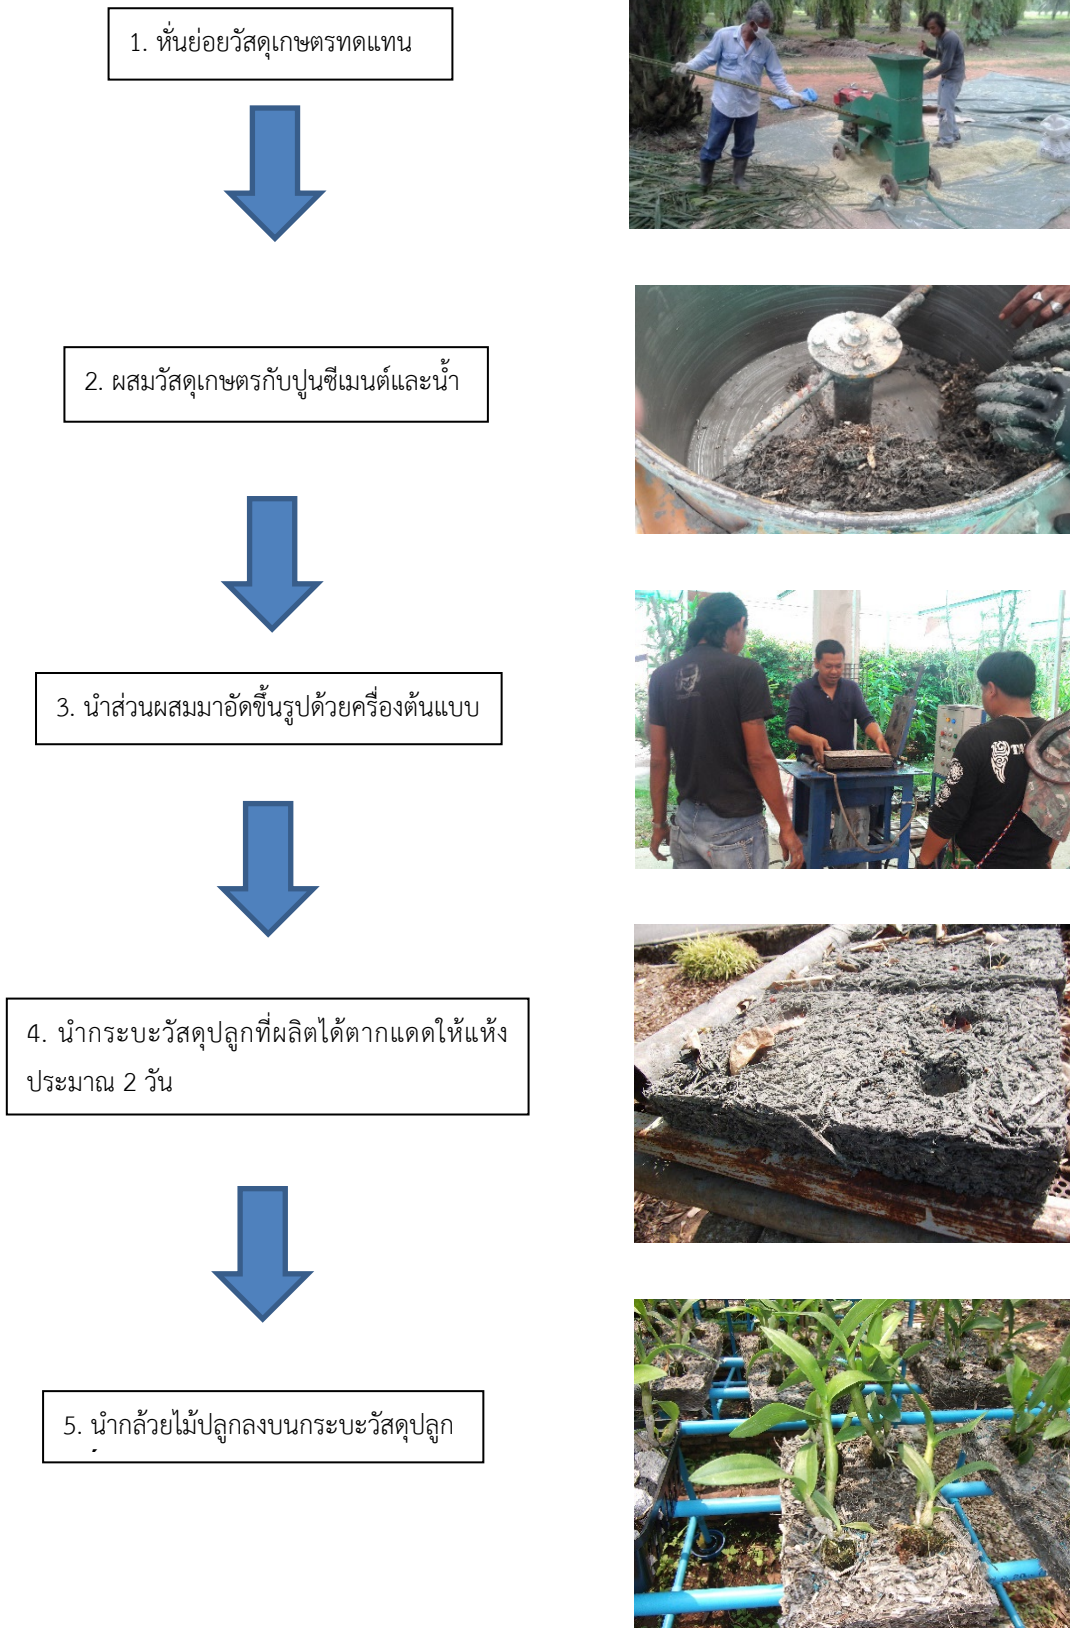 1. หั่นย่อยวัสดุเกษตรทดแทน
2. ผสมวัสดุเกษตรกับปูนซีเมนต์และน้ำ
3. นำส่วนผสมมาอัดขึ้นรูปด้วยเครื่องต้นแบบ
4. นำกระบะวัสดุปลูกที่ผลิตได้ตากแดดให้แห้ง
ประมาณ 2 วัน
5. นำกล้วยไม้ปลูกลงบนกระบะวัสดุปลูก